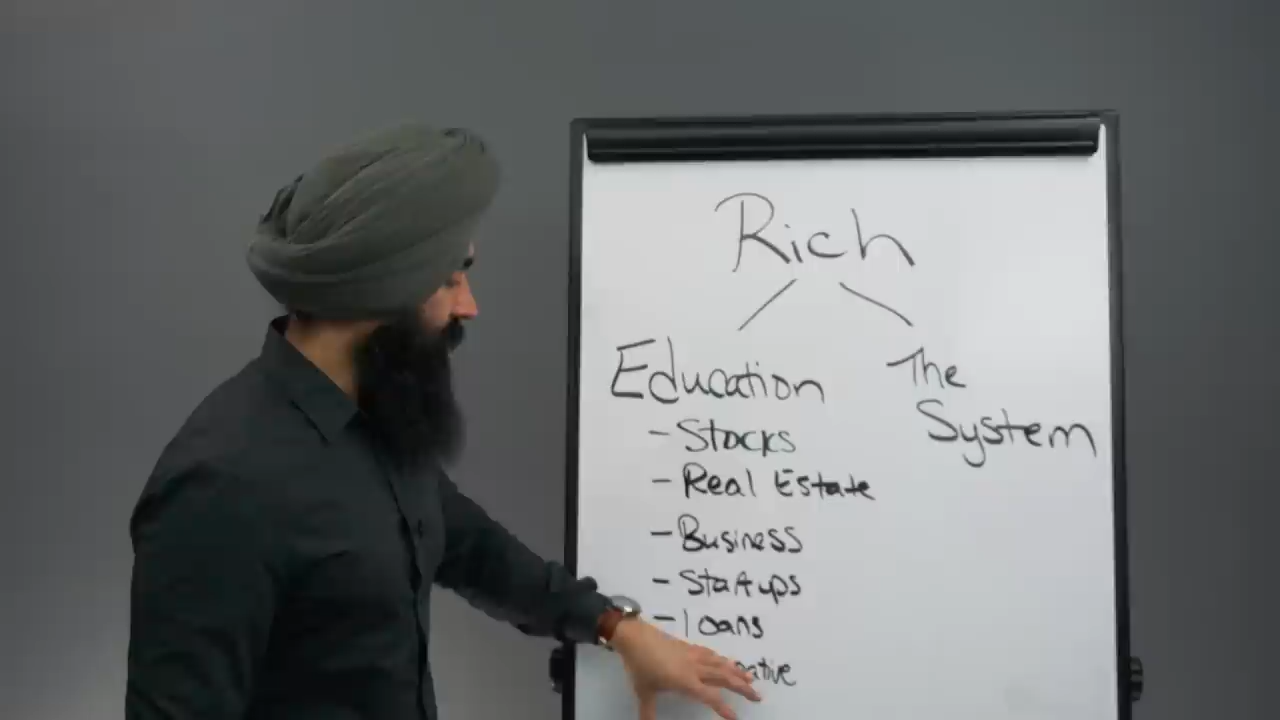 Rich
Education
- Stocks
- Real Estate
- Business
- Startups
- loans
The
System